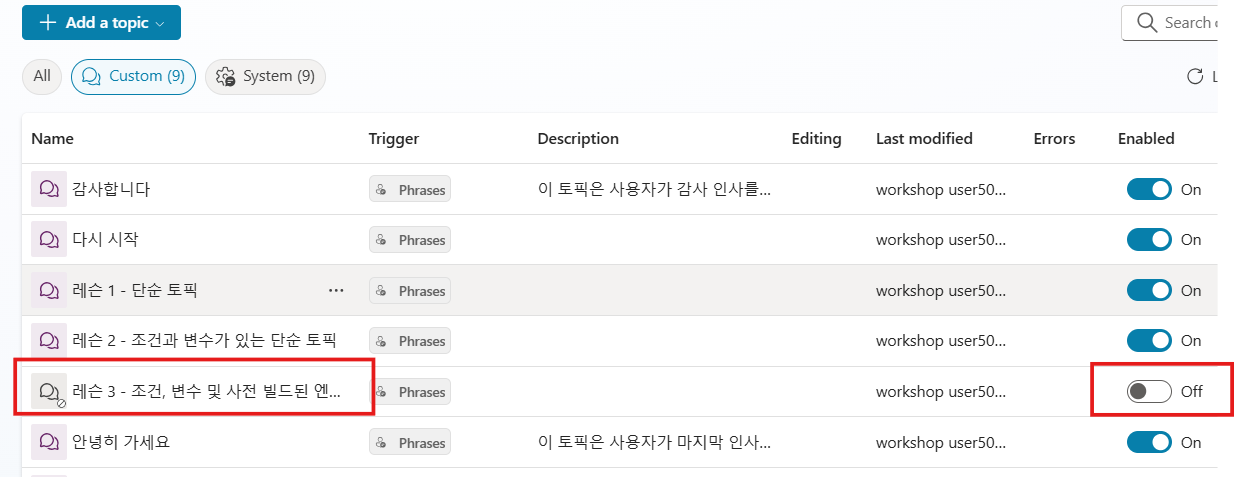 Add a topic
Search
All
Custom (9)
System (9)
Name Trigger Description Editing Last modified Errors Enabled
감사합니다 Phrases 이 토픽은 사용자가 감사 인사를... workshop user50... On
다시 시작 Phrases workshop user50... On
레슨 1 - 단순 토픽 ... Phrases workshop user50... On
레슨 2 - 조건과 변수가 있는 단순 토픽 Phrases workshop user50... On
레슨 3 - 조건, 변수 및 사전 빌드된 엔... Phrases workshop user50... Off
안녕히 가세요 Phrases 이 토픽은 사용자가 마지막 인사... workshop user50... On